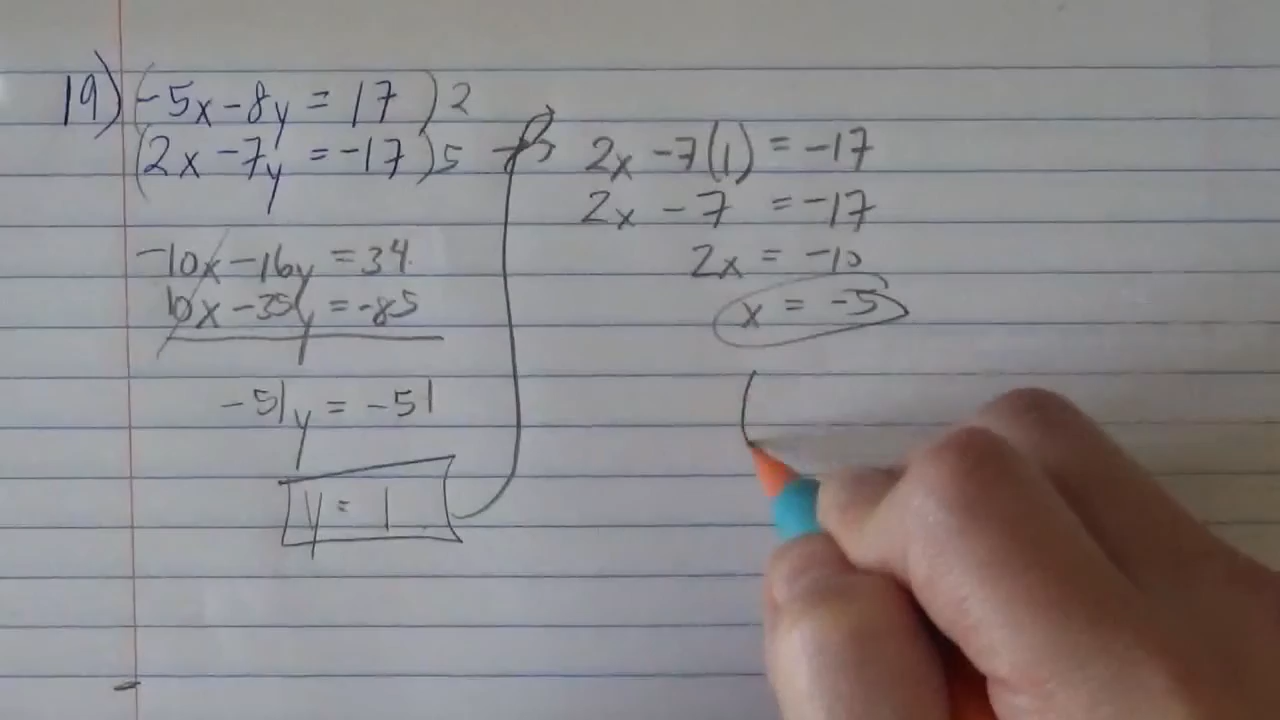 19) (-5x-8y = 17)2
(2x -7y = -17)5
-10x-16y = 34
10x-35y = -85
-51y = -51
y = 1
2x -7(1) = -17
2x - 7 = -17
2x = -10
x = -5
(